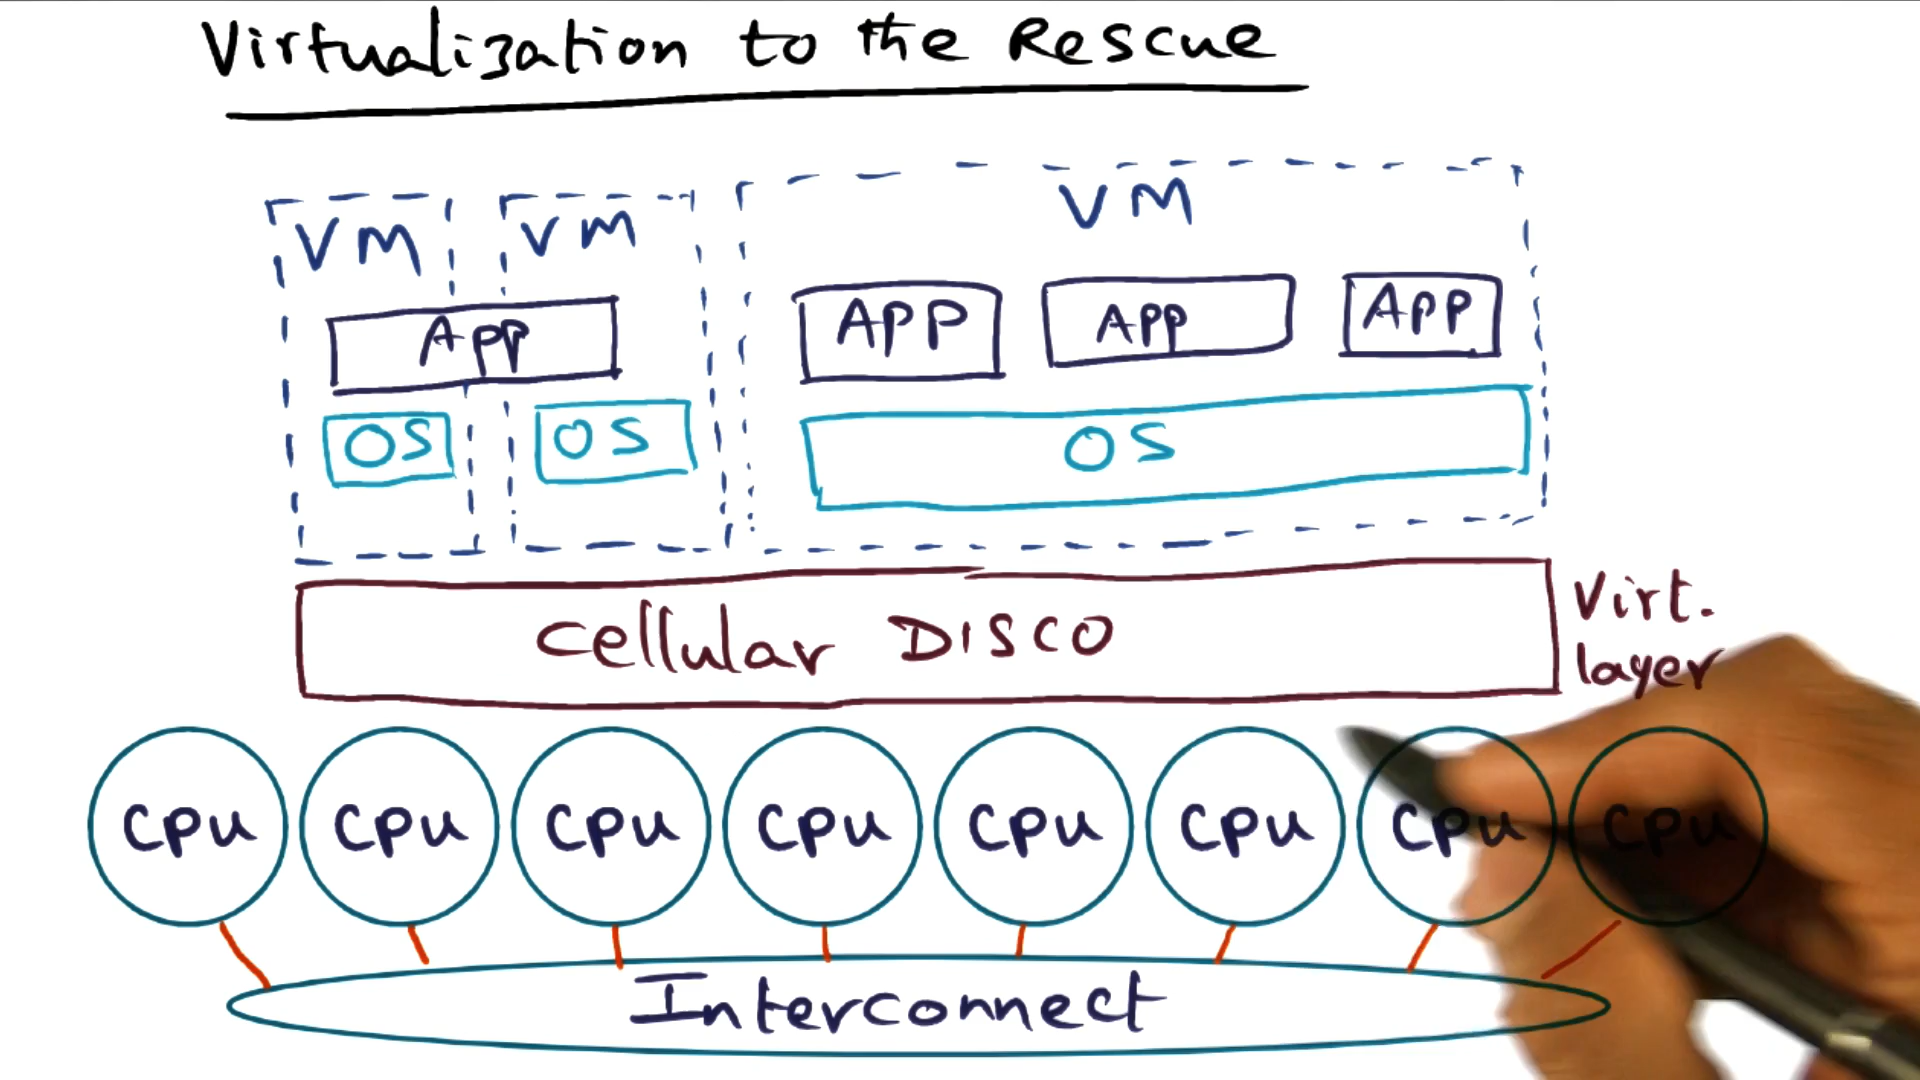 Virtualization to the Rescue
VM VM VM
App APP APP APP
OS OS OS
Cellular DISCO
Virt.
layer
CPU CPU CPU CPU CPU CPU CPU CPU
Interconnect